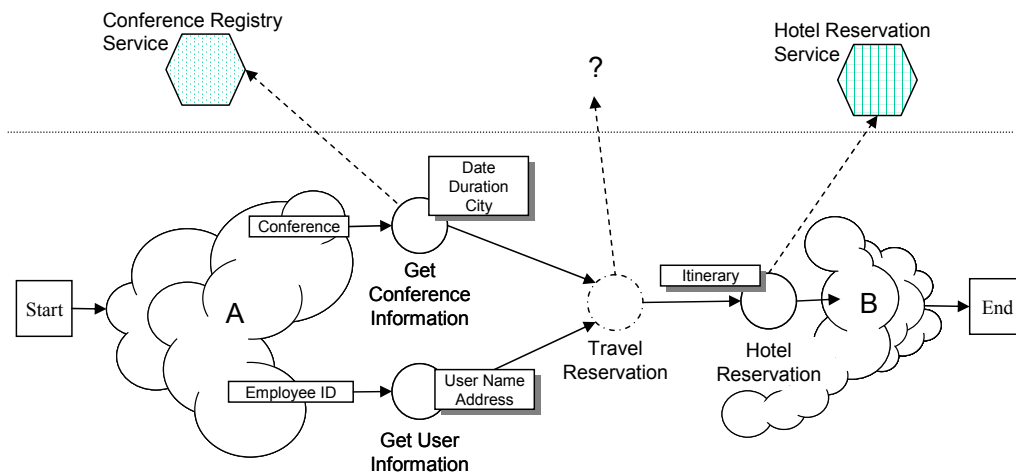 Conference Registry
Service
Hotel Reservation
Service
?
Date
Duration
City
Conference
Get
Conference
Information
Start
A
Itinerary
B
End
Travel
Reservation
Hotel
Reservation
Employee ID
User Name
Address
Get User
Information